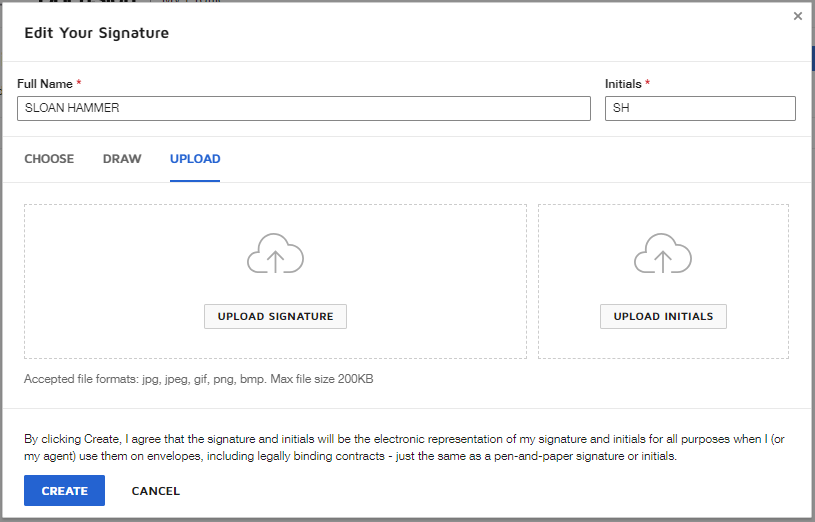 Edit Your Signature
×
Full Name *
Initials *
SLOAN HAMMER
SH
CHOOSE
DRAW
UPLOAD
UPLOAD SIGNATURE
UPLOAD INITIALS
Accepted file formats: jpg, jpeg, gif, png, bmp. Max file size 200KB
By clicking Create, I agree that the signature and initials will be the electronic representation of my signature and initials for all purposes when I (or
my agent) use them on envelopes, including legally binding contracts - just the same as a pen-and-paper signature or initials.
CREATE
CANCEL